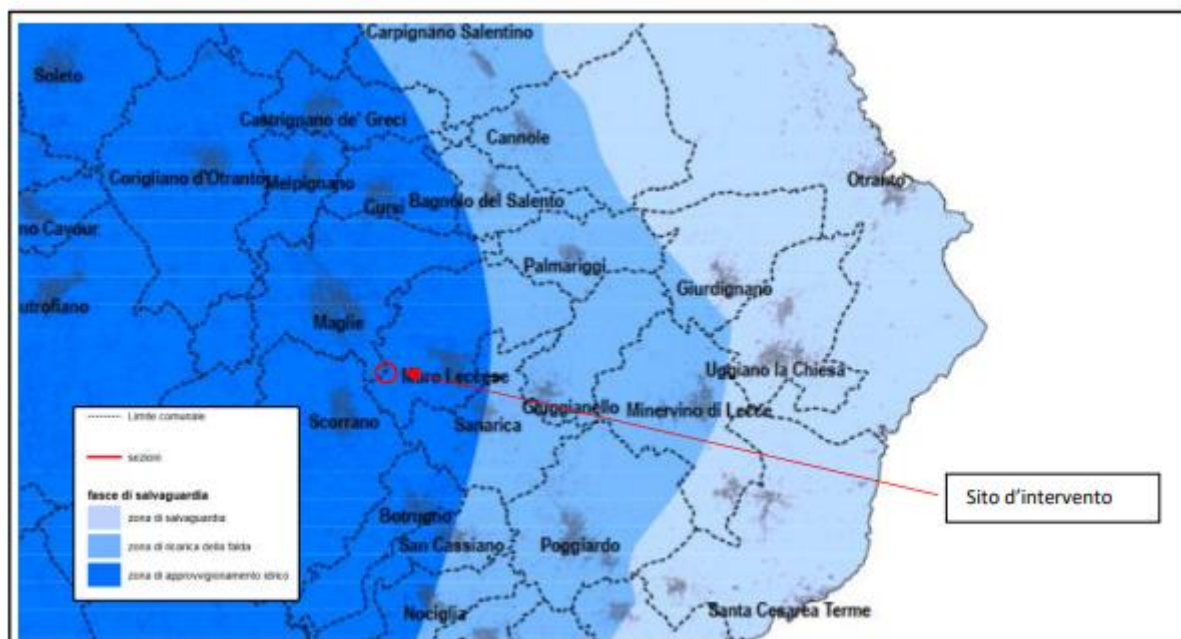 Carpignano Salentino
Soleto
Castrignano de' Greci
Cannole
Corigliano d'Otranto
Melpignano
Otranto
Cursi
Bagnolo del Salento
no Cavour
Palmariggi
Giurdignano
utrofiano
Maglie
Muro Leccese
Uggiano la Chiesa
Giuggianello
Minervino di Lecce
Scorrano
Sanarica
Limite comunale
sezioni
fasce di salvaguardia
zona di salvaguardia
zona di ricarica della falda
zona di approvvigionamento idrico
Sito d'intervento
Botrugno
San Cassiano
Poggiardo
Nociglia
Santa Cesarea Terme